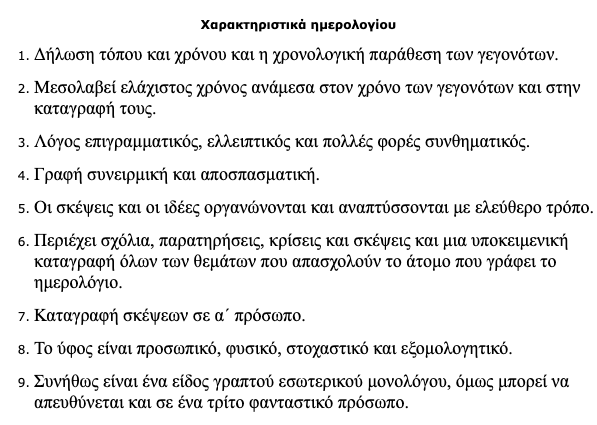 Χαρακτηριστικά ημερολογίου
1. Δήλωση τόπου και χρόνου και η χρονολογική παράθεση των γεγονότων.
2. Μεσολαβεί ελάχιστος χρόνος ανάμεσα στον χρόνο των γεγονότων και στην
καταγραφή τους.
3. Λόγος επιγραμματικός, ελλειπτικός και πολλές φορές συνθηματικός.
4. Γραφή συνειρμική και αποσπασματική.
5. Οι σκέψεις και οι ιδέες οργανώνονται και αναπτύσσονται με ελεύθερο τρόπο.
6. Περιέχει σχόλια, παρατηρήσεις, κρίσεις και σκέψεις και μια υποκειμενική
καταγραφή όλων των θεμάτων που απασχολούν το άτομο που γράφει το
ημερολόγιο.
7. Καταγραφή σκέψεων σε α΄ πρόσωπο.
8. Το ύφος είναι προσωπικό, φυσικό, στοχαστικό και εξομολογητικό.
9. Συνήθως είναι ένα είδος γραπτού εσωτερικού μονολόγου, όμως μπορεί να
απευθύνεται και σε ένα τρίτο φανταστικό πρόσωπο.